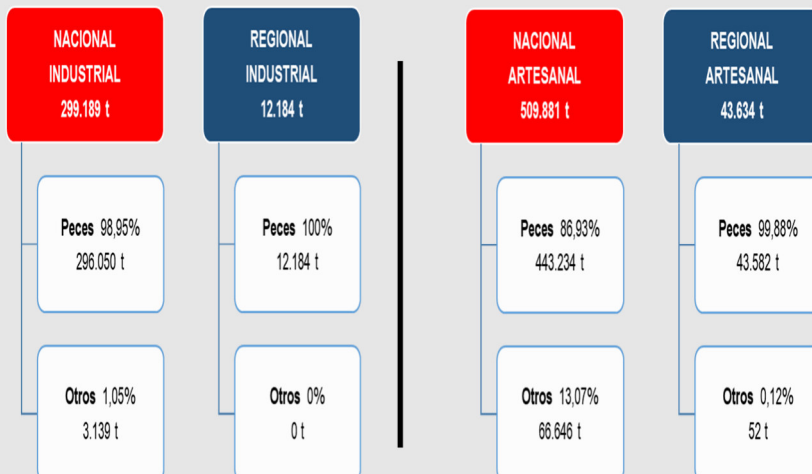 NACIONAL
INDUSTRIAL
299.189 t
Peces 98,95%
296.050 t
Otros 1,05%
3.139 t
REGIONAL
INDUSTRIAL
12.184 t
Peces 100%
12.184 t
Otros 0%
0 t
NACIONAL
ARTESANAL
509.881 t
Peces 86,93%
443.234 t
Otros 13,07%
66.646 t
REGIONAL
ARTESANAL
43.634 t
Peces 99,88%
43.582 t
Otros 0,12%
52 t